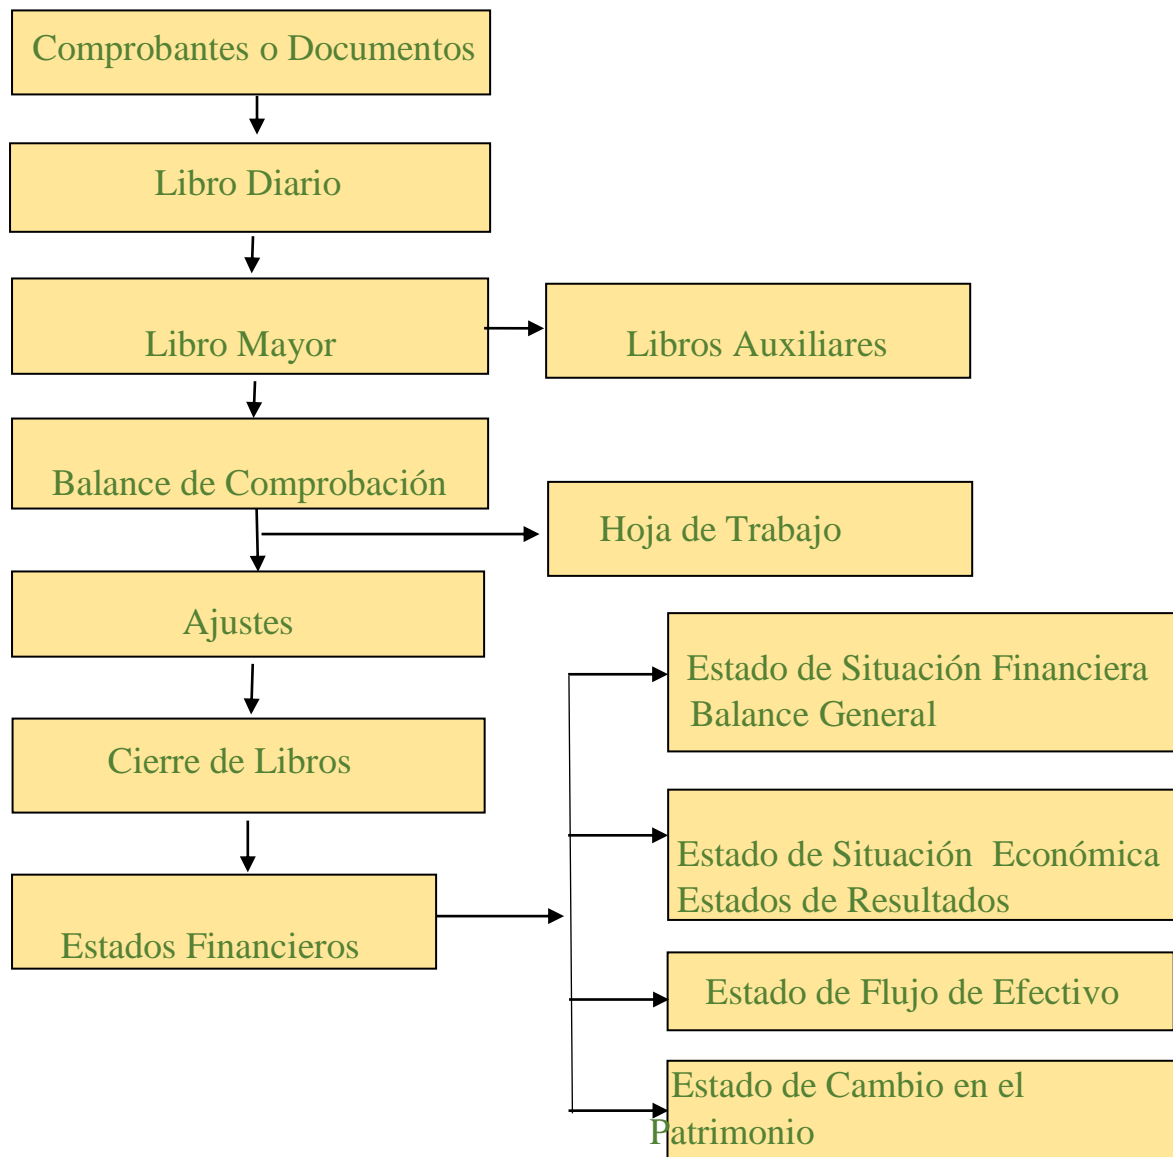 Comprobantes o Documentos
Libro Diario
Libro Mayor
Libros Auxiliares
Balance de Comprobación
Hoja de Trabajo
Ajustes
Estado de Situación Financiera
Balance General
Cierre de Libros
Estado de Situación Económica
Estados de Resultados
Estados Financieros
Estado de Flujo de Efectivo
Estado de Cambio en el
Patrimonio